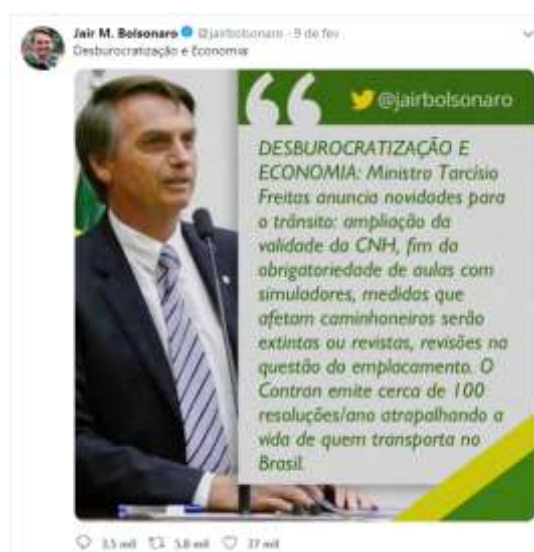 Jair M. Bolsonaro @jairbolsonaro · 9 de fev
Desburocratização e Economia
@jairbolsonaro
DESBUROCRATIZAÇÃO E
ECONOMIA: Ministro Tarcísio
Freitas anuncia novidades para
o trânsito: ampliação da
validade da CNH, fim da
obrigatoriedade de aulas com
simuladores, medidas que
afetam caminhoneiros serão
extintas ou revistas, revisões na
questão do emplacamento. O
Contran emite cerca de 100
resoluções/ano atrapalhando a
vida de quem transporta no
Brasil.
3,5 mil 5,8 mil 37 mil